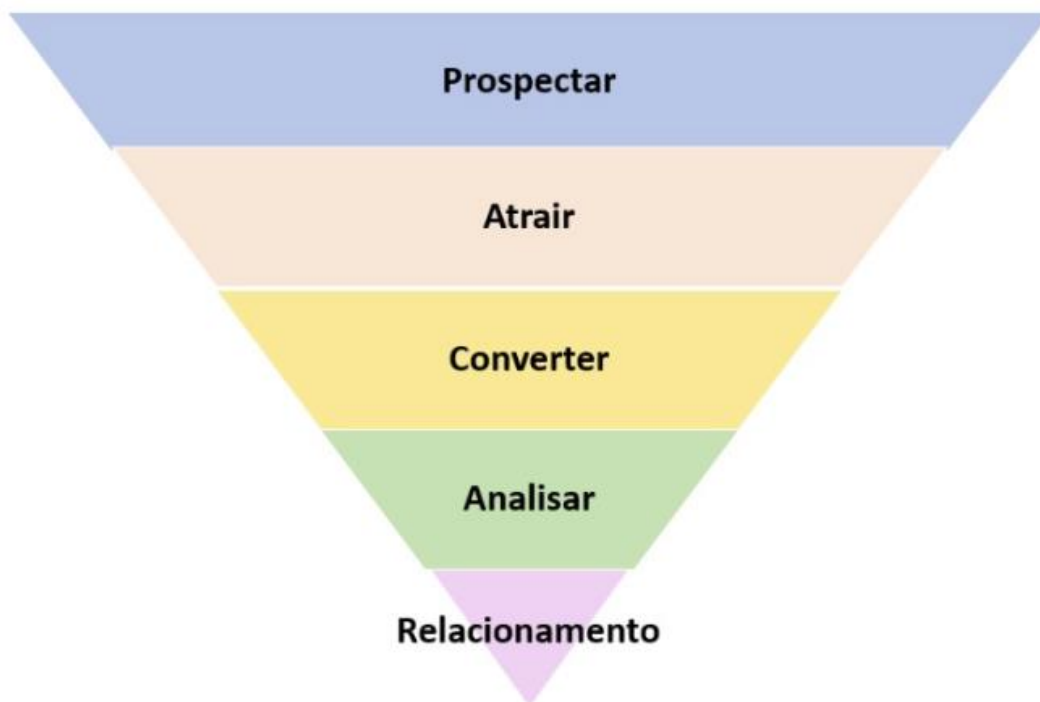 Prospectar
Atrair
Converter
Analisar
Relacionamento